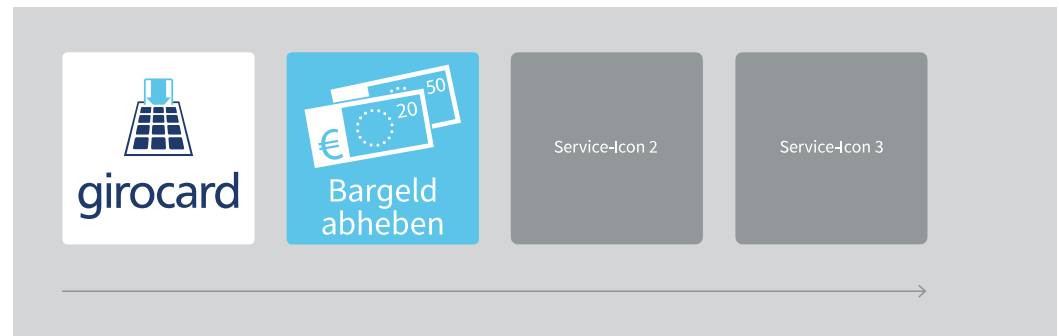 girocard
50
20
€
Bargeld
abheben
Service-Icon 2
Service-Icon 3